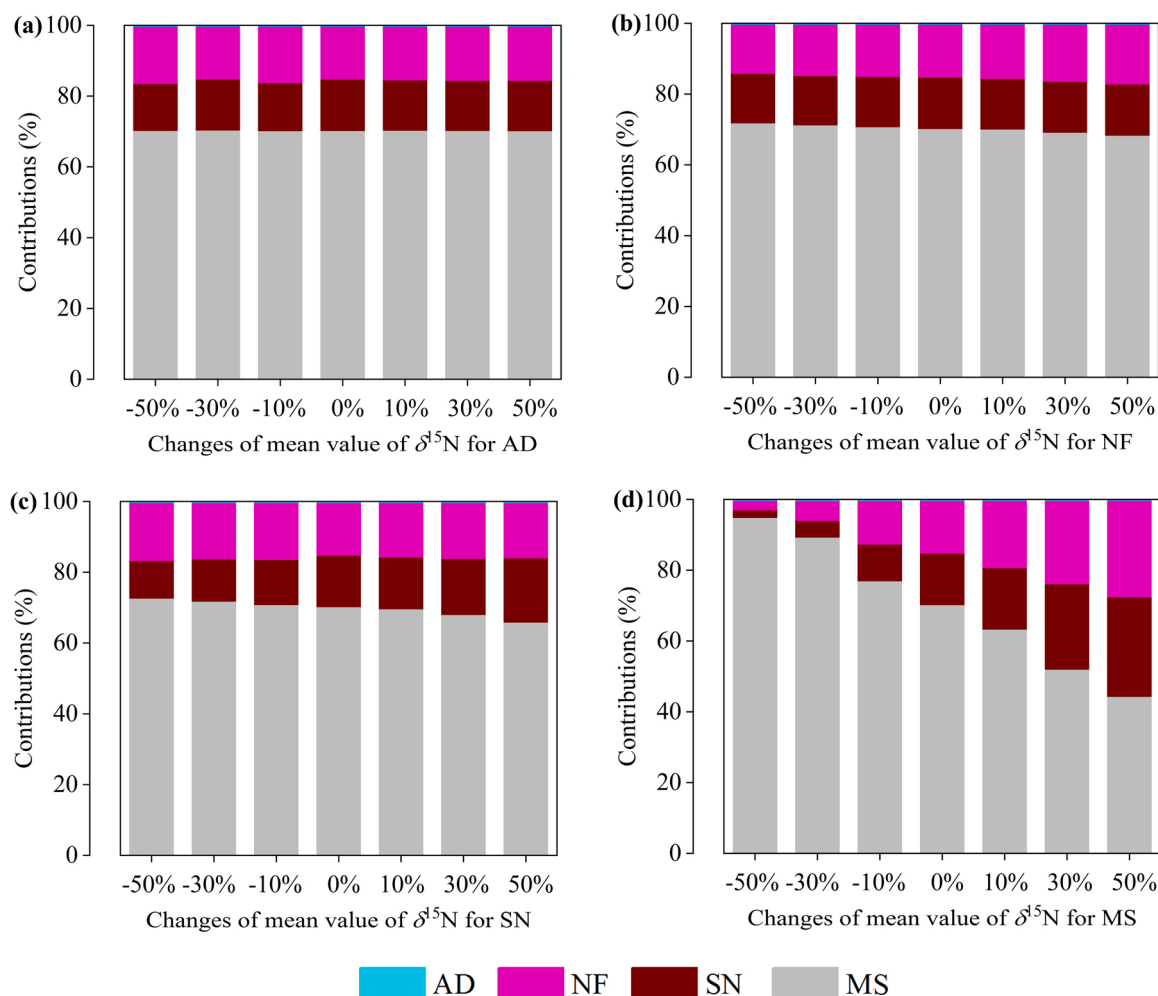 (a)
100
80
60
40
20
0
Contributions (%)
-50% -30% -10% 0% 10% 30% 50%
Changes of mean value of δ¹⁵N for AD
(b)
100
80
60
40
20
0
Contributions (%)
-50% -30% -10% 0% 10% 30% 50%
Changes of mean value of δ¹⁵N for NF
(c)
100
80
60
40
20
0
Contributions (%)
-50% -30% -10% 0% 10% 30% 50%
Changes of mean value of δ¹⁵N for SN
(d)
100
80
60
40
20
0
Contributions (%)
-50% -30% -10% 0% 10% 30% 50%
Changes of mean value of δ¹⁵N for MS
AD NF SN MS